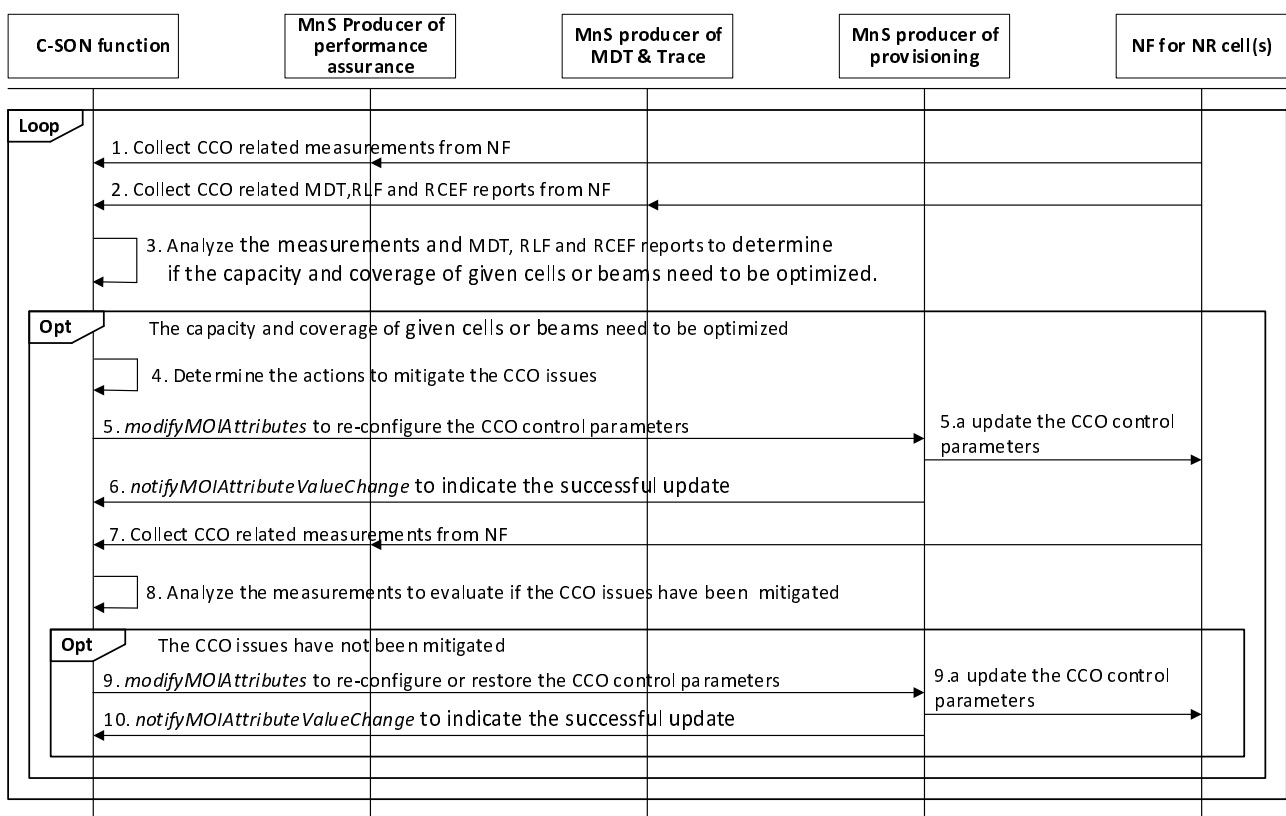 C-SON function
MnS Producer of
performance
assurance
MnS producer of
MDT & Trace
MnS producer of
provisioning
NF for NR cell(s)
Loop
1. Collect CCO related measurements from NF
2. Collect CCO related MDT,RLF and RCEF reports from NF
3. Analyze the measurements and MDT, RLF and RCEF reports to determine
if the capacity and coverage of given cells or beams need to be optimized.
Opt
The capacity and coverage of given cells or beams need to be optimized
4. Determine the actions to mitigate the CCO issues
5. modifyMOIAttributes to re-configure the CCO control parameters
5.a update the CCO control
parameters
6. notifyMOIAttributeValueChange to indicate the successful update
7. Collect CCO related measurements from NF
8. Analyze the measurements to evaluate if the CCO issues have been mitigated
Opt
The CCO issues have not been mitigated
9. modifyMOIAttributes to re-configure or restore the CCO control parameters
9.a update the CCO control
parameters
10. notifyMOIAttributeValueChange to indicate the successful update